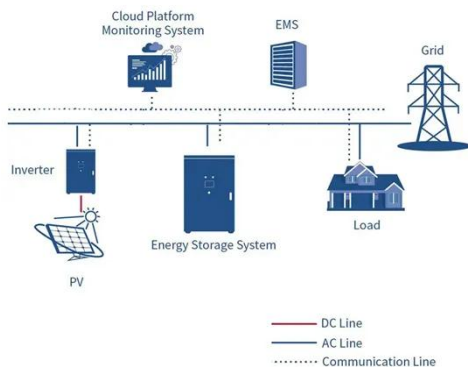 Cloud Platform
Monitoring System
EMS
Grid
Inverter
Energy Storage System
Load
PV
DC Line
AC Line
Communication Line